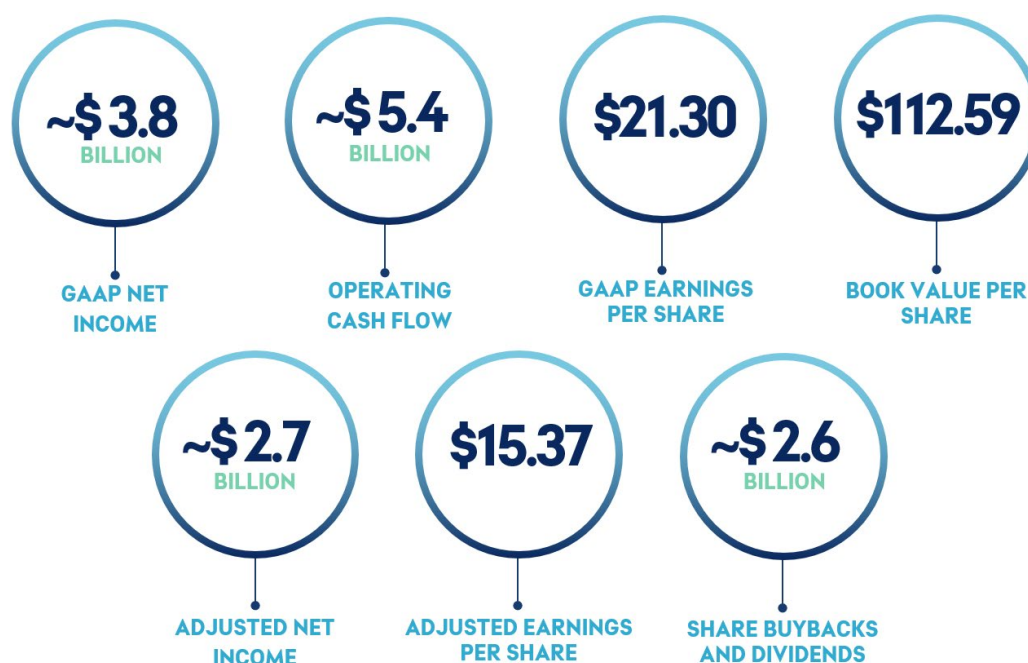 ~$3.8
BILLION
GAAP NET
INCOME
~$5.4
BILLION
OPERATING
CASH FLOW
$21.30
GAAP EARNINGS
PER SHARE
$112.59
BOOK VALUE PER
SHARE
~$2.7
BILLION
ADJUSTED NET
INCOME
$15.37
ADJUSTED EARNINGS
PER SHARE
~$2.6
BILLION
SHARE BUYBACKS
AND DIVIDENDS